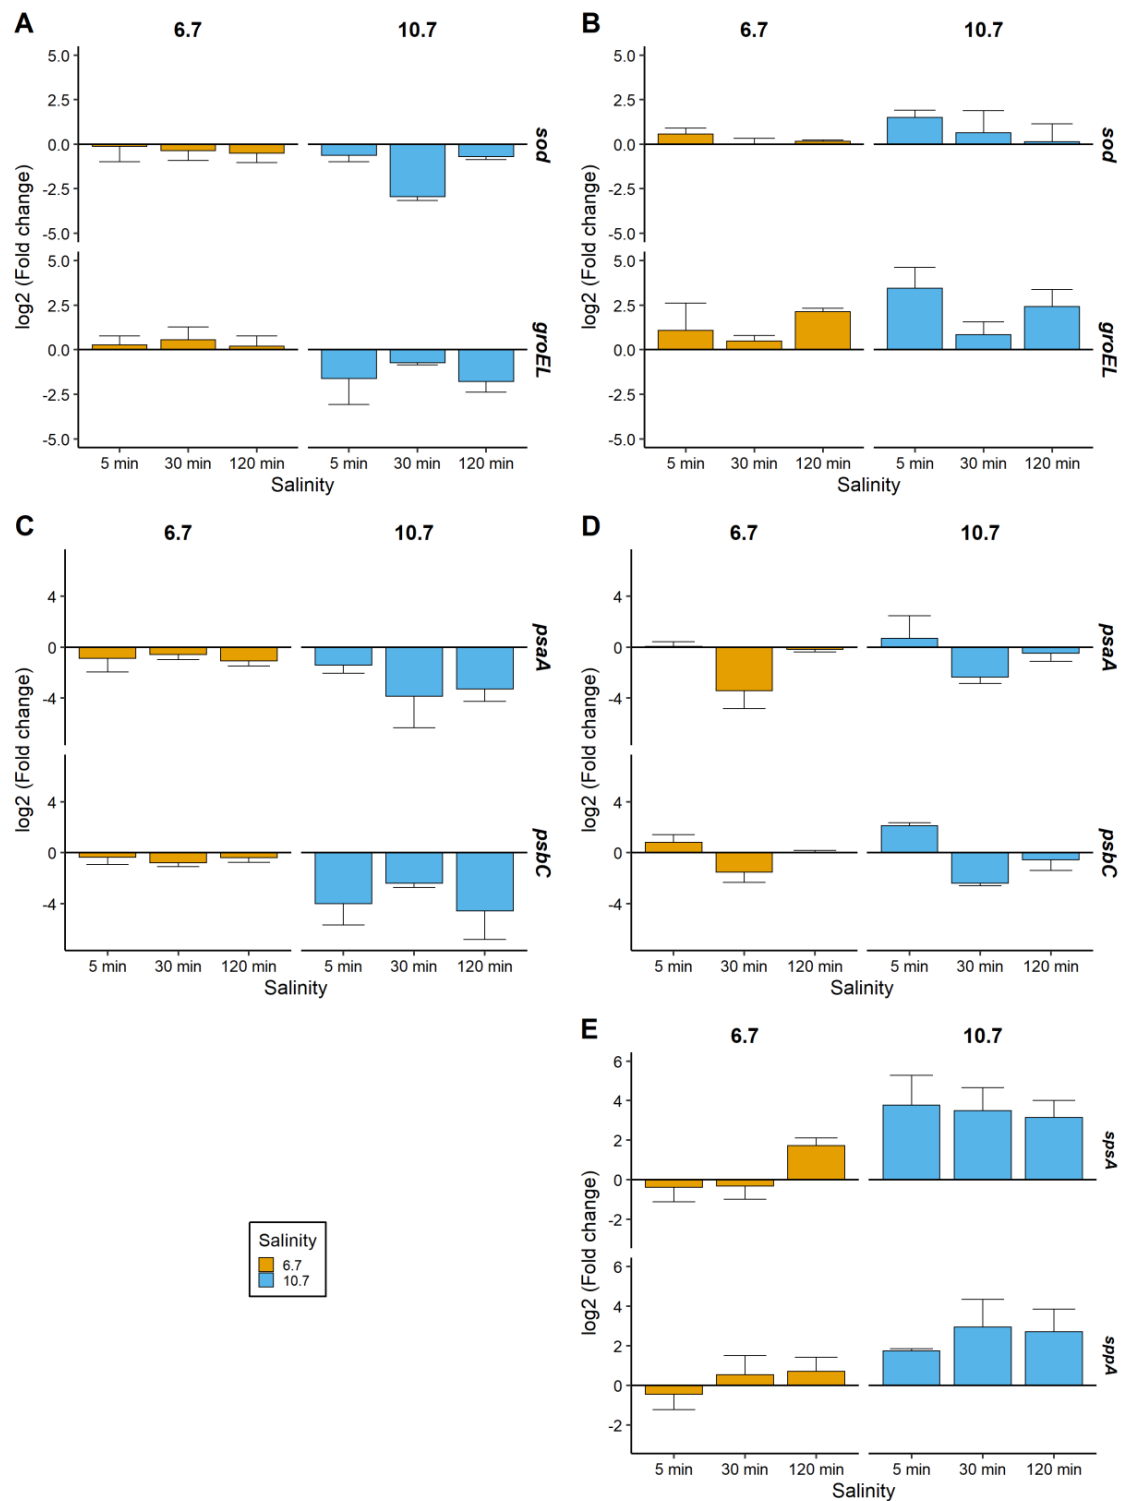 A
6.7 10.7
5.0
2.5
0.0
-2.5
-5.0
sod
5.0
2.5
0.0
-2.5
-5.0
groEL
log2 (Fold change)
5 min 30 min 120 min 5 min 30 min 120 min
Salinity
B
6.7 10.7
5.0
2.5
0.0
-2.5
-5.0
sod
5.0
2.5
0.0
-2.5
-5.0
groEL
log2 (Fold change)
5 min 30 min 120 min 5 min 30 min 120 min
Salinity
C
6.7 10.7
4
0
-4
psaA
4
0
-4
psbC
log2 (Fold change)
5 min 30 min 120 min 5 min 30 min 120 min
Salinity
D
6.7 10.7
4
0
-4
psaA
4
0
-4
psbC
log2 (Fold change)
5 min 30 min 120 min 5 min 30 min 120 min
Salinity
Salinity
6.7
10.7
E
6.7 10.7
6
4
2
0
-2
spsA
6
4
2
0
-2
sppA
log2 (Fold change)
5 min 30 min 120 min 5 min 30 min 120 min
Salinity